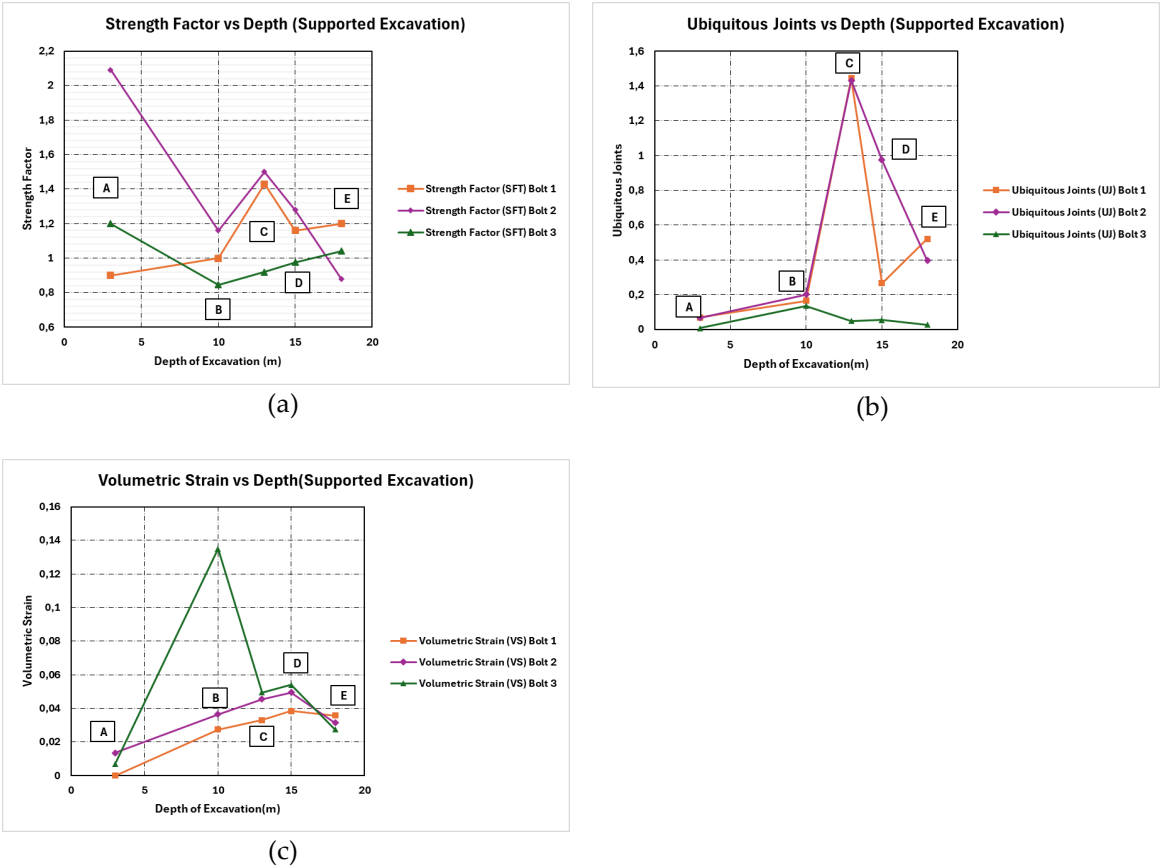 Strength Factor vs Depth (Supported Excavation)
2,2
2
1,8
1,6
1,4
1,2
1
0,8
0,6
0
5
10
15
20
Strength Factor
Depth of Excavation (m)
A
B
C
D
E
Strength Factor (SFT) Bolt 1
Strength Factor (SFT) Bolt 2
Strength Factor (SFT) Bolt 3
(a)
Ubiquitous Joints vs Depth (Supported Excavation)
1,6
1,4
1,2
1
0,8
0,6
0,4
0,2
0
0
5
10
15
20
Ubiquitous Joints
Depth of Excavation(m)
A
B
C
D
E
Ubiquitous Joints (UJ) Bolt 1
Ubiquitous Joints (UJ) Bolt 2
Ubiquitous Joints (UJ) Bolt 3
(b)
Volumetric Strain vs Depth(Supported Excavation)
0,16
0,14
0,12
0,1
0,08
0,06
0,04
0,02
0
0
5
10
15
20
Volumetric Strain
Depth of Excavation(m)
A
B
C
D
E
Volumetric Strain (VS) Bolt 1
Volumetric Strain (VS) Bolt 2
Volumetric Strain (VS) Bolt 3
(c)